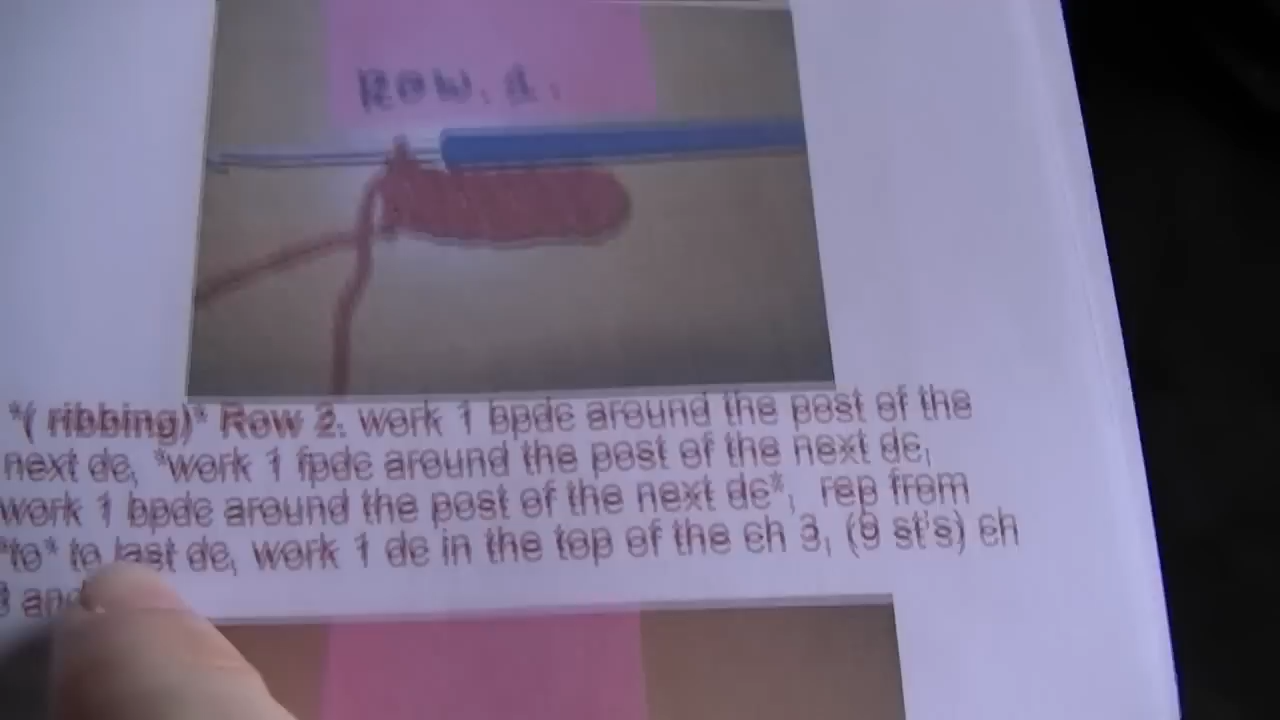 ROW. 1.
*( ribbing)* Row 2. work 1 bpdc around the post of the
next dc, *work 1 fpdc around the post of the next dc,
work 1 bpdc around the post of the next dc*, rep from
*to* to last dc, work 1 dc in the top of the ch 3, (9 st's) ch
3 and